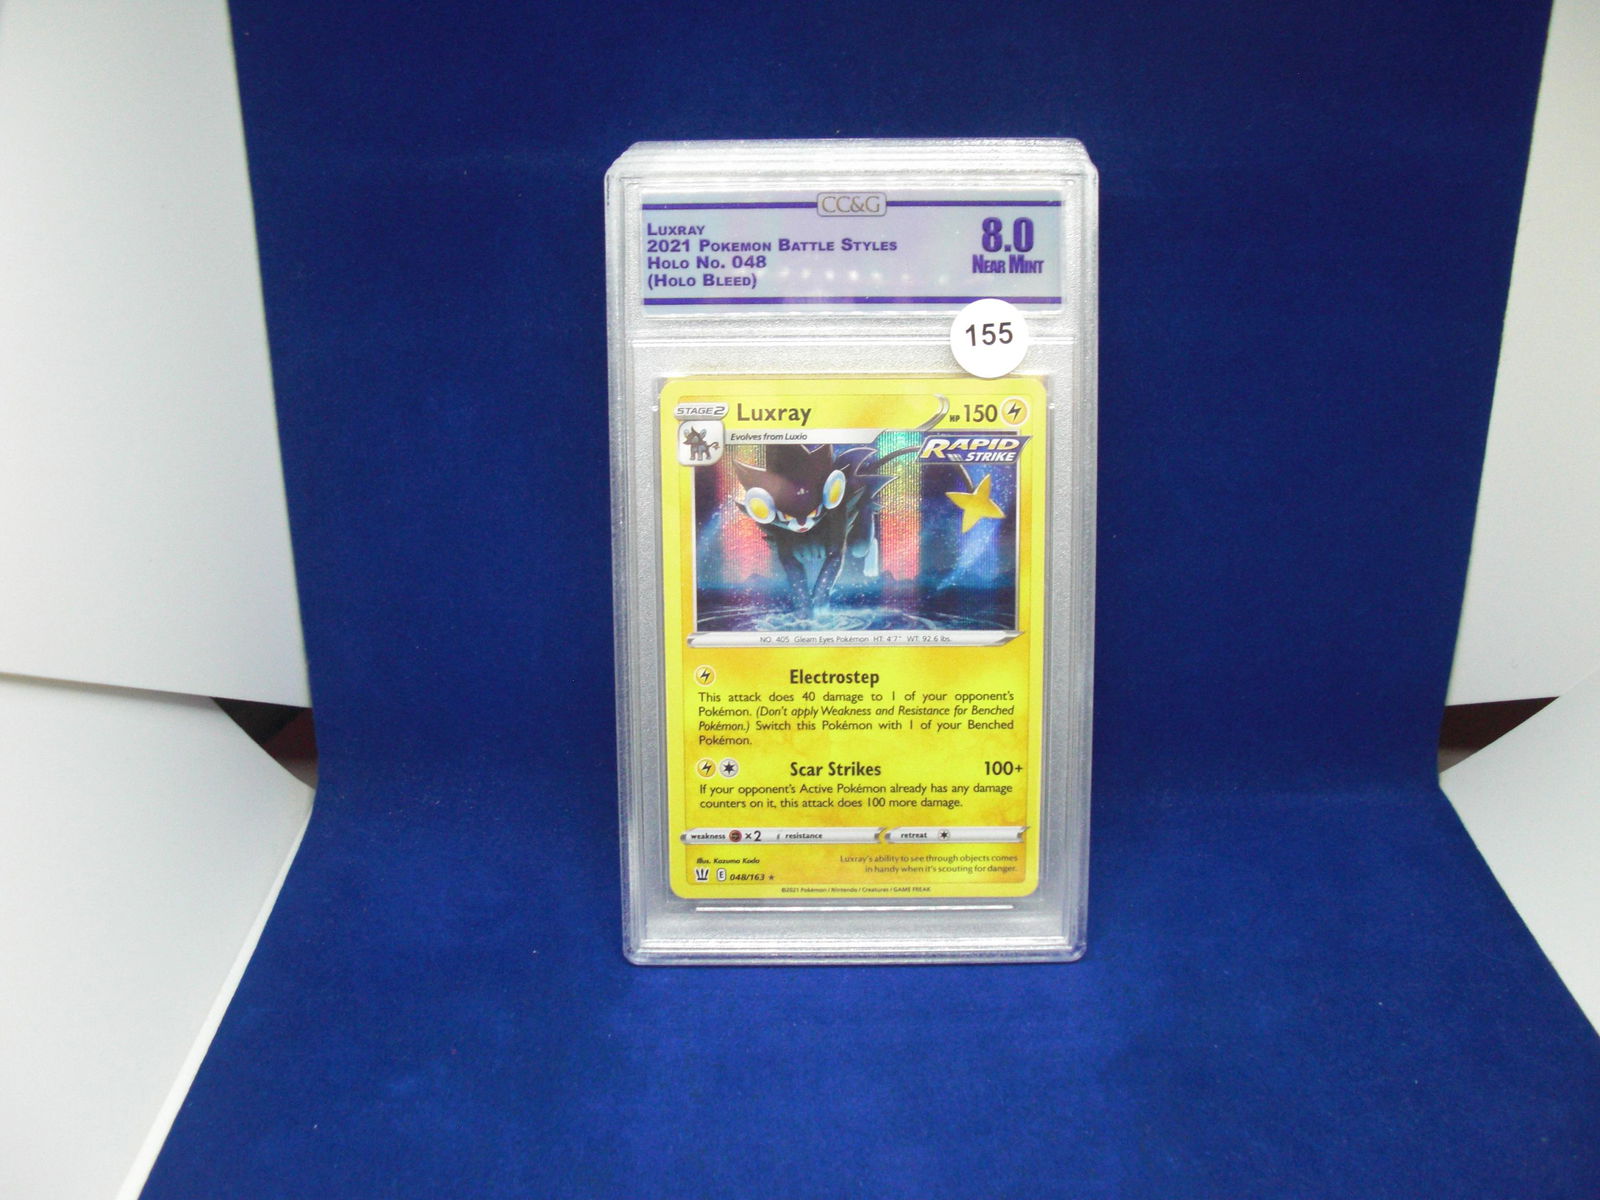 CC&G
Luxray
2021 Pokemon Battle Styles
Holo No. 048
(Holo Bleed)
8.0
Near Mint
155
STAGE 2
Luxray
HP 150
Evolves from Luxio
RAPID
STRIKE
NO. 405 Gleam Eyes Pokémon HT: 4'7" WT: 92.6 lbs.
Electrostep
This attack does 40 damage to 1 of your opponent's
Pokémon. (Don't apply Weakness and Resistance for Benched
Pokémon.) Switch this Pokémon with 1 of your Benched
Pokémon.
Scar Strikes 100+
If your opponent's Active Pokémon already has any damage
counters on it, this attack does 100 more damage.
weakness ×2 resistance retreat
Illus. Kazuma Koda
E 048/163 ★
Luxray's ability to see through objects comes
in handy when it's scouting for danger.
©2021 Pokémon / Nintendo / Creatures / GAME FREAK